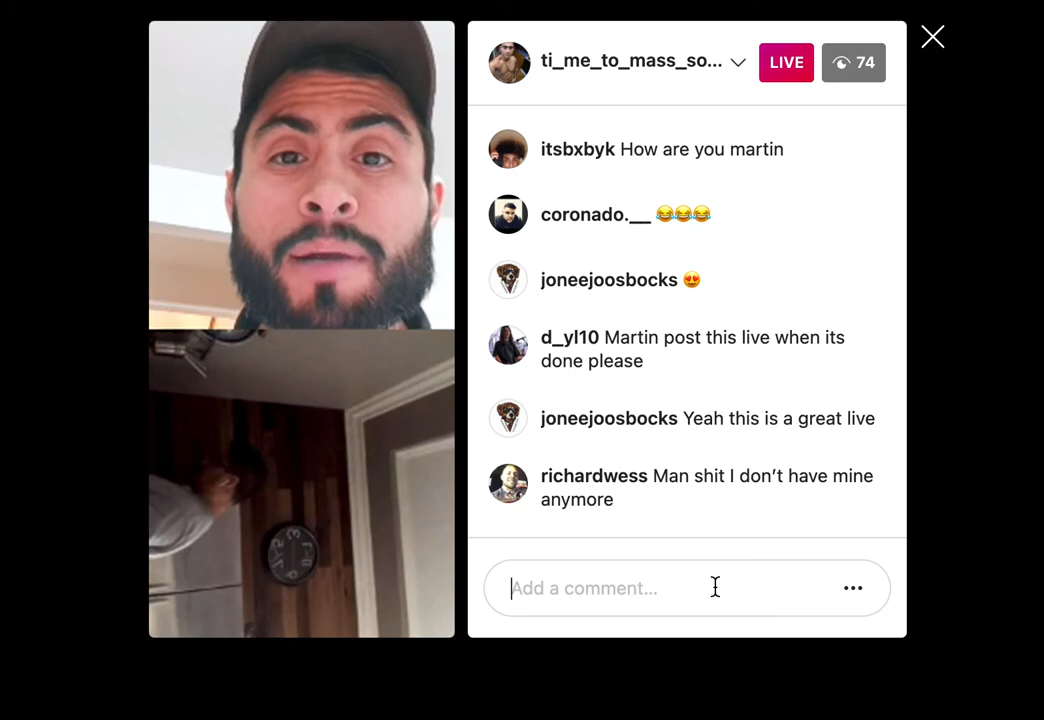 ti_me_to_mass_so...
LIVE
74
itsbxbyk How are you martin
coronado.__ 😂😂😂
joneejoosbocks 😍
d_yl10 Martin post this live when its
done please
joneejoosbocks Yeah this is a great live
richardwess Man shit I don’t have mine
anymore
Add a comment...